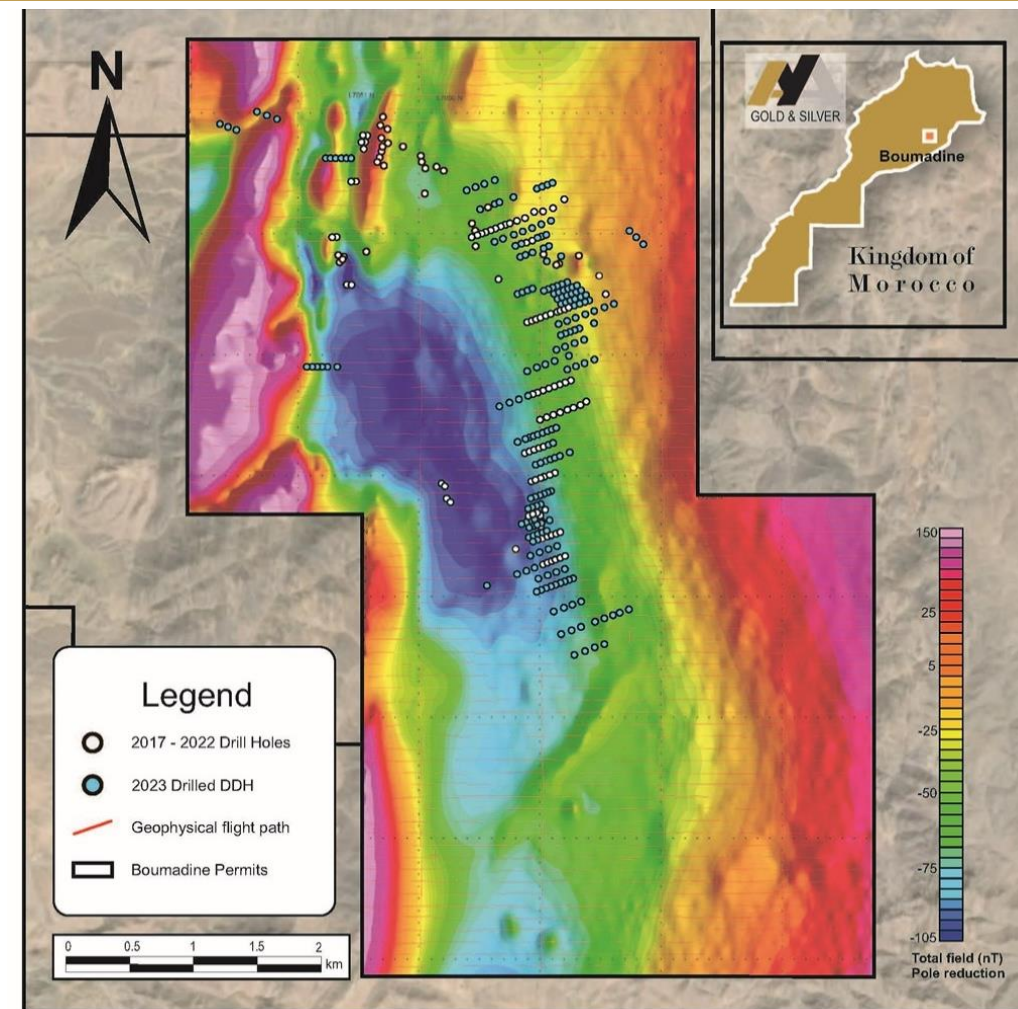 N
AYA
GOLD & SILVER
Boumadine
Kingdom of
Morocco
Legend
2017 - 2022 Drill Holes
2023 Drilled DDH
Geophysical flight path
Boumadine Permits
0 0.5 1 1.5 2
km
150
25
5
-25
-50
-75
-105
Total field (nT)
Pole reduction